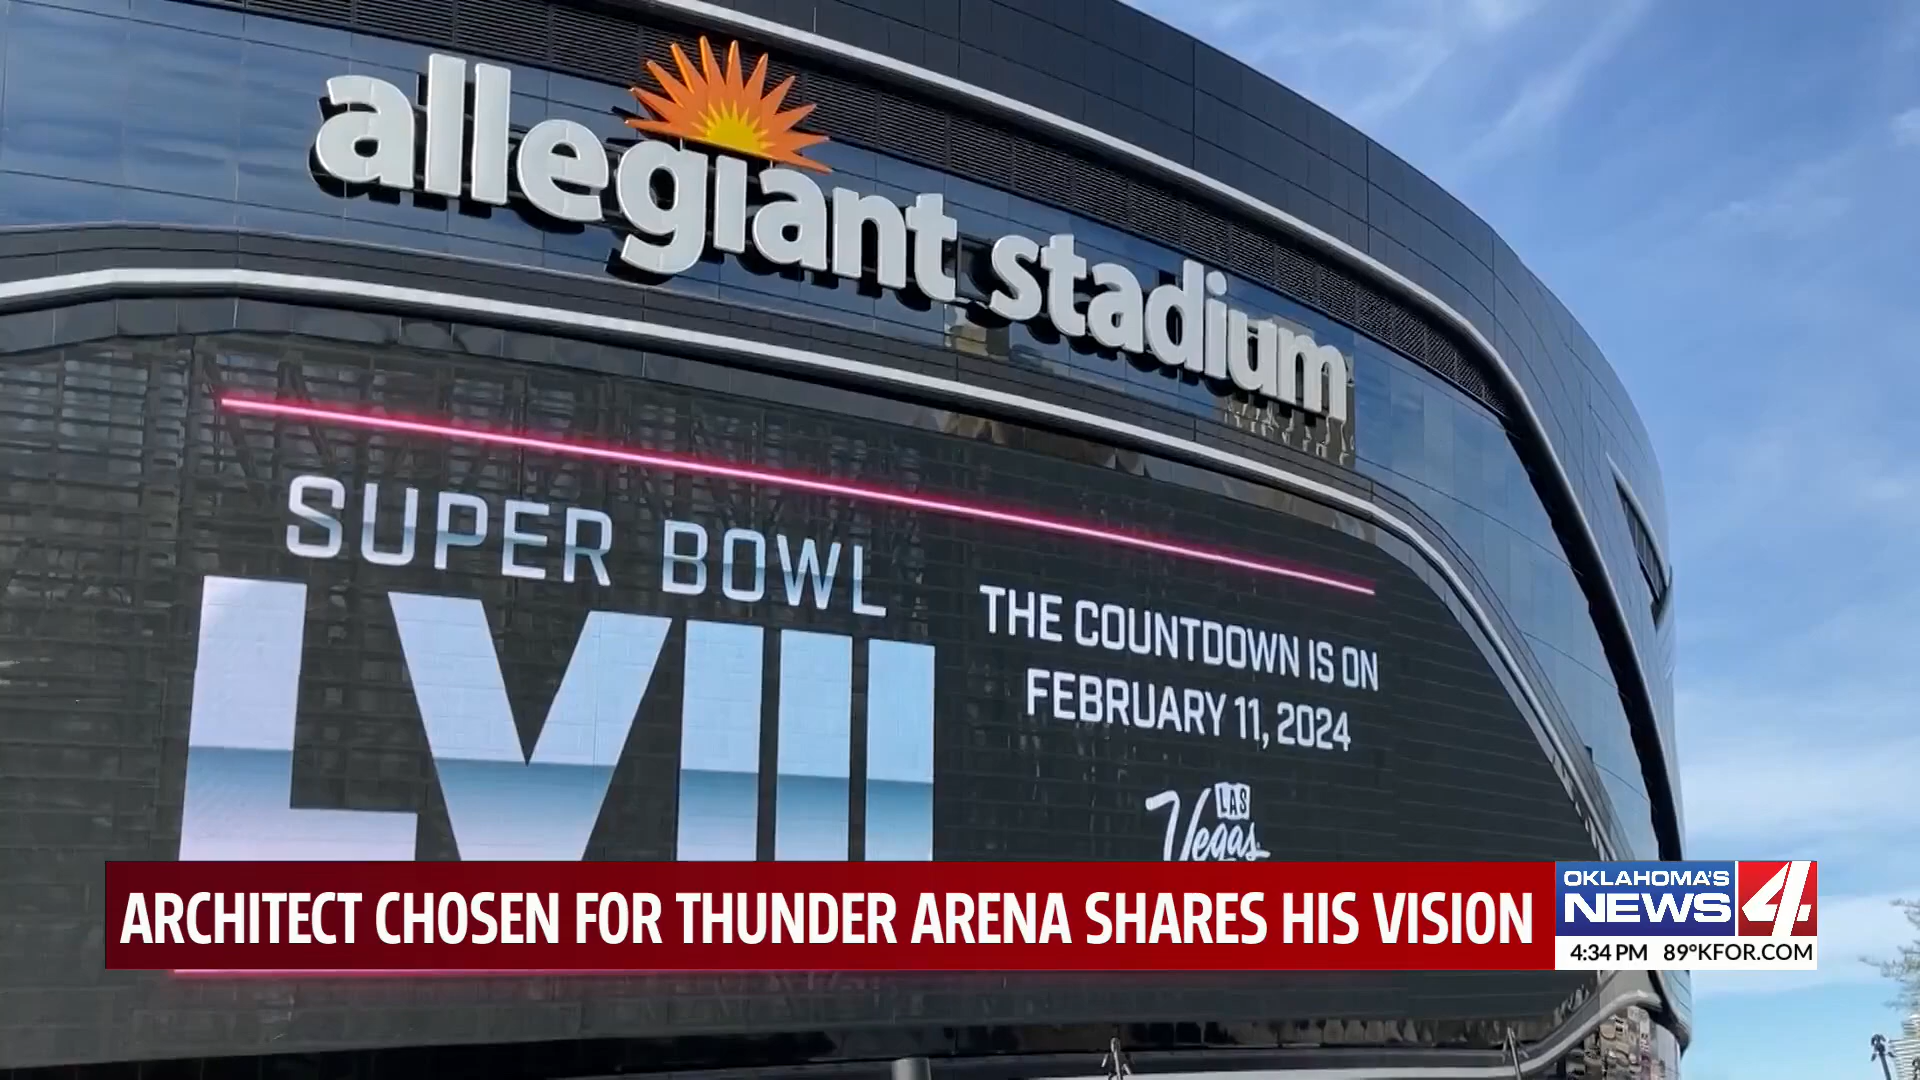 allegiant stadium
SUPER BOWL
LVIII
THE COUNTDOWN IS ON
FEBRUARY 11, 2024
LAS
Vegas
ARCHITECT CHOSEN FOR THUNDER ARENA SHARES HIS VISION
OKLAHOMA'S
NEWS 4
4:34 PM 89°KFOR.COM